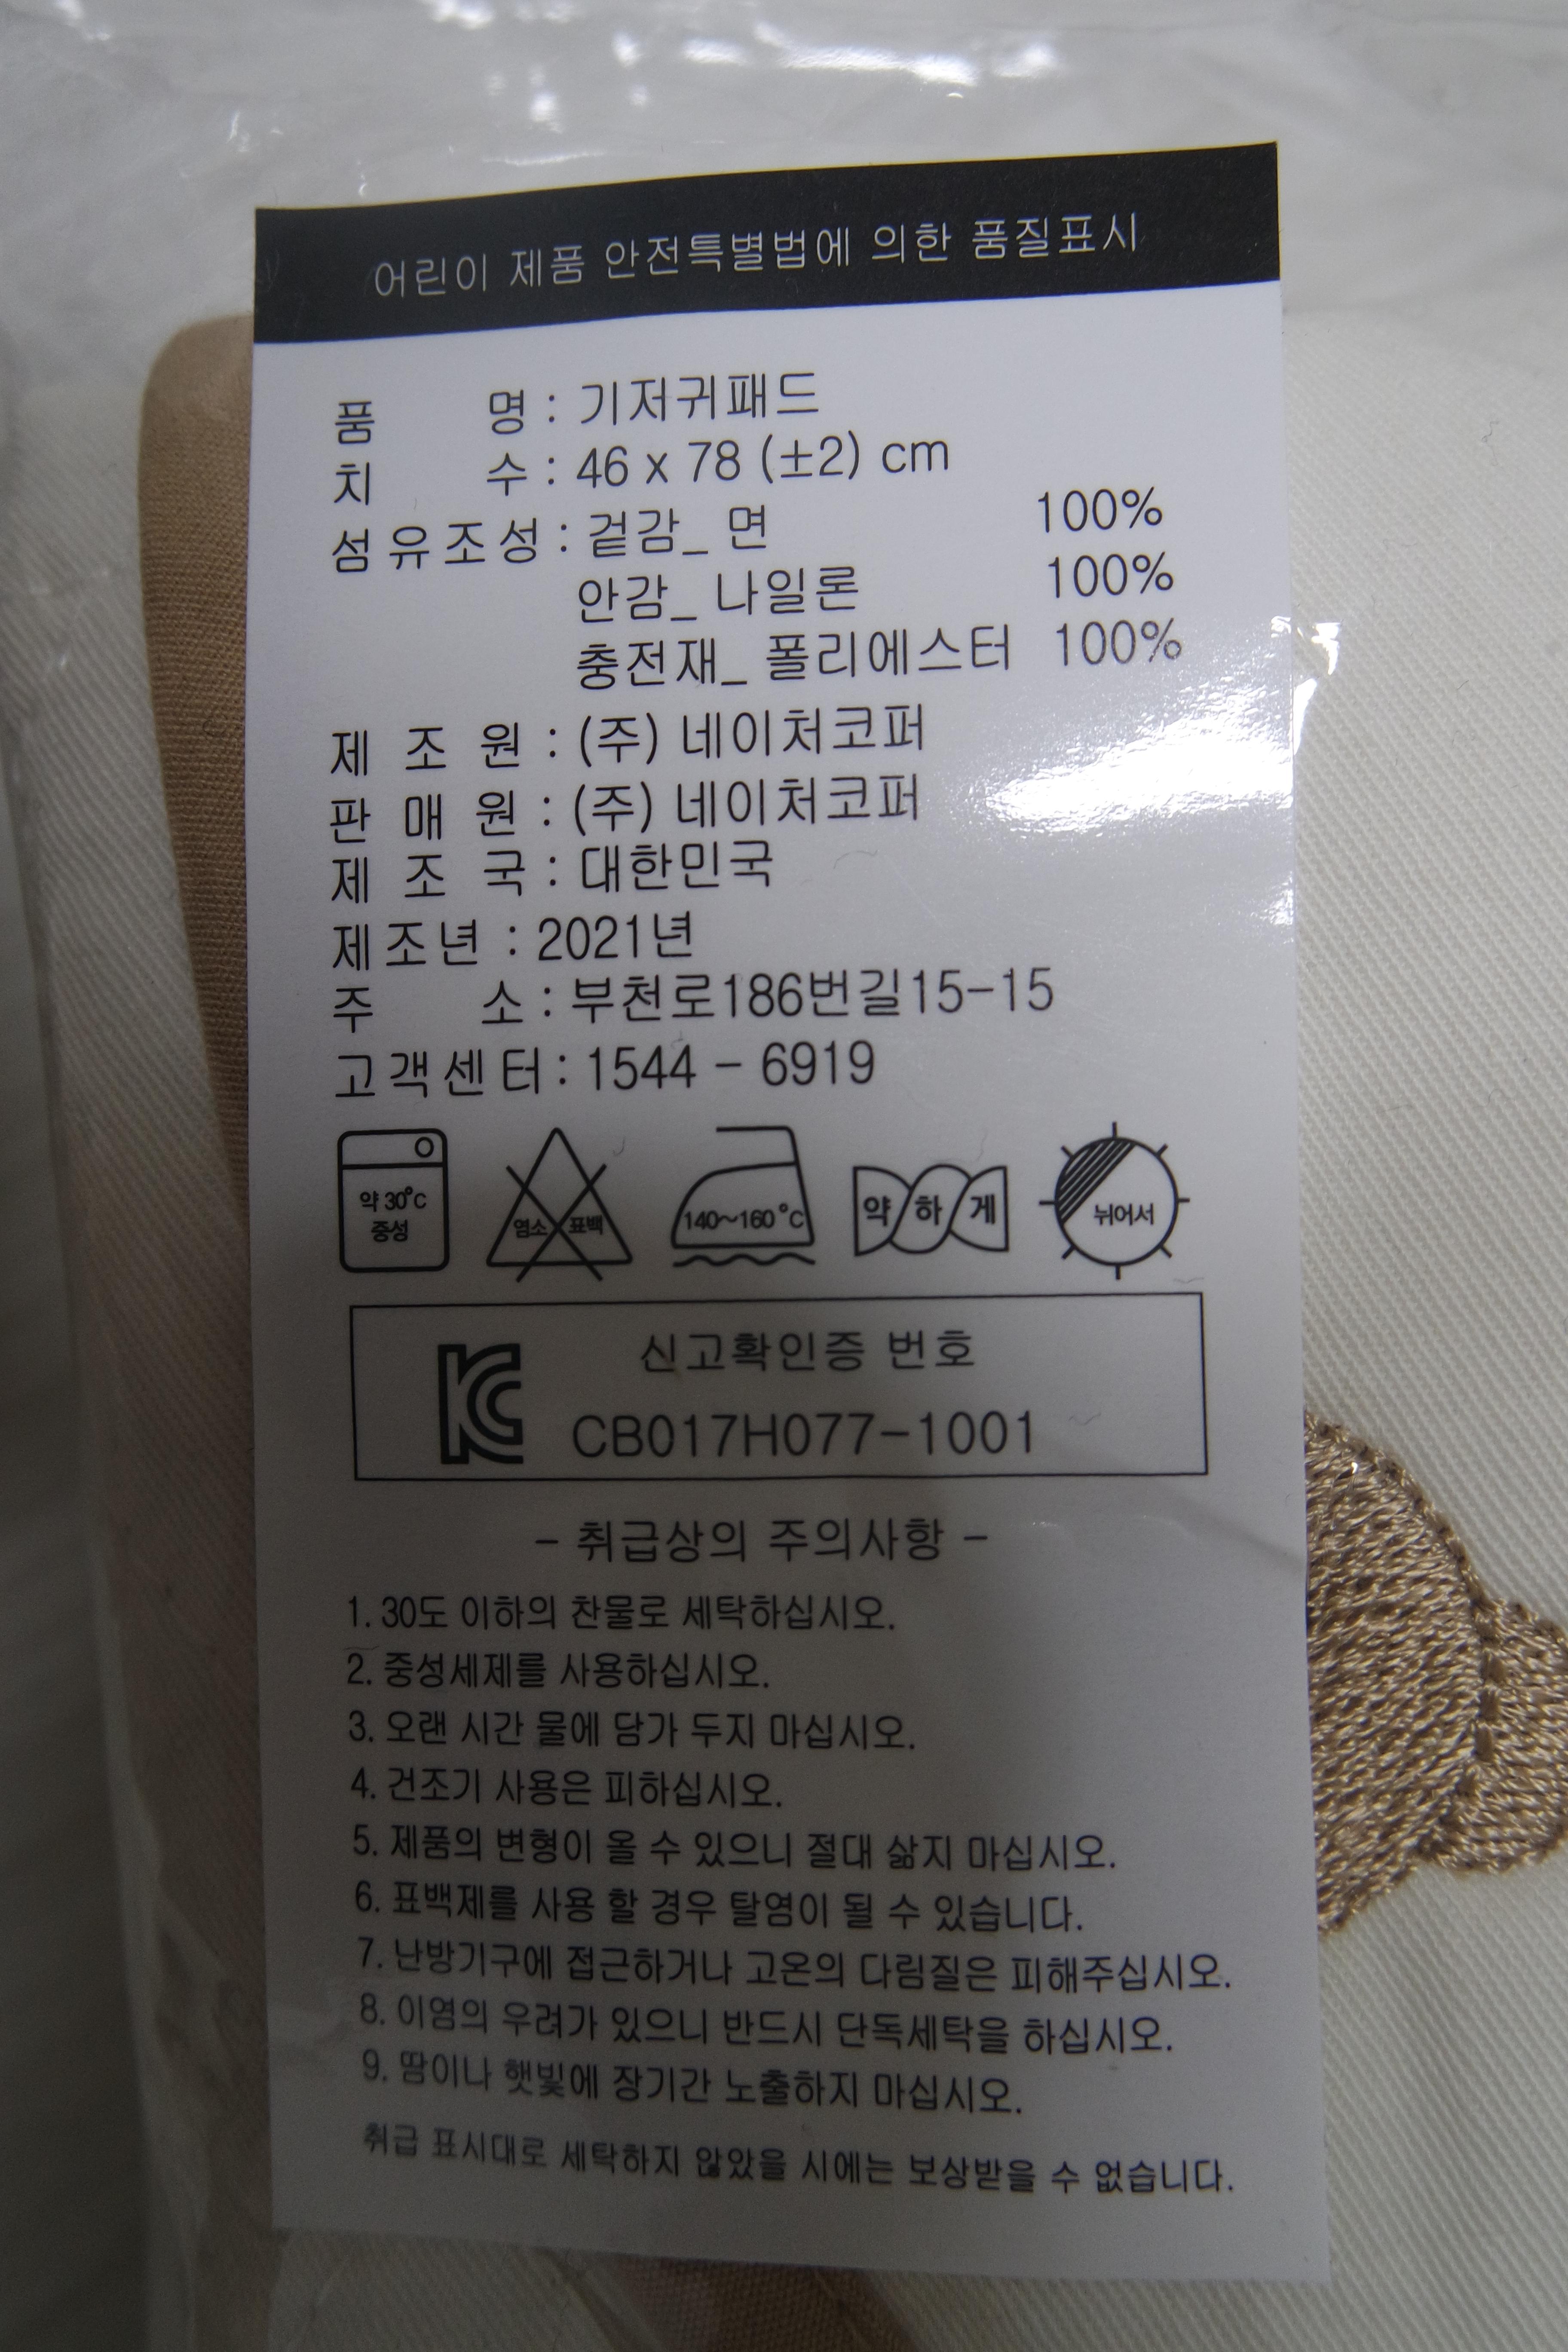 어린이 제품 안전특별법에 의한 품질표시
품 명 : 기저귀패드
치 수 : 46 x 78 (±2) cm
섬유조성 : 겉감_ 면 100%
안감_ 나일론 100%
충전재_ 폴리에스터 100%
제 조 원 : (주) 네이처코퍼
판 매 원 : (주) 네이처코퍼
제 조 국 : 대한민국
제조년 : 2021년
주 소 : 부천로186번길15-15
고객센터 : 1544 - 6919
약 30℃ 중성
염소 표백
140~160℃
약하게
뉘어서
신고확인증 번호
CB017H077-1001
- 취급상의 주의사항 -
1. 30도 이하의 찬물로 세탁하십시오.
2. 중성세제를 사용하십시오.
3. 오랜 시간 물에 담가 두지 마십시오.
4. 건조기 사용은 피하십시오.
5. 제품의 변형이 올 수 있으니 절대 삶지 마십시오.
6. 표백제를 사용 할 경우 탈염이 될 수 있습니다.
7. 난방기구에 접근하거나 고온의 다림질은 피해주십시오.
8. 이염의 우려가 있으니 반드시 단독세탁을 하십시오.
9. 땀이나 햇빛에 장기간 노출하지 마십시오.
취급 표시대로 세탁하지 않았을 시에는 보상받을 수 없습니다.